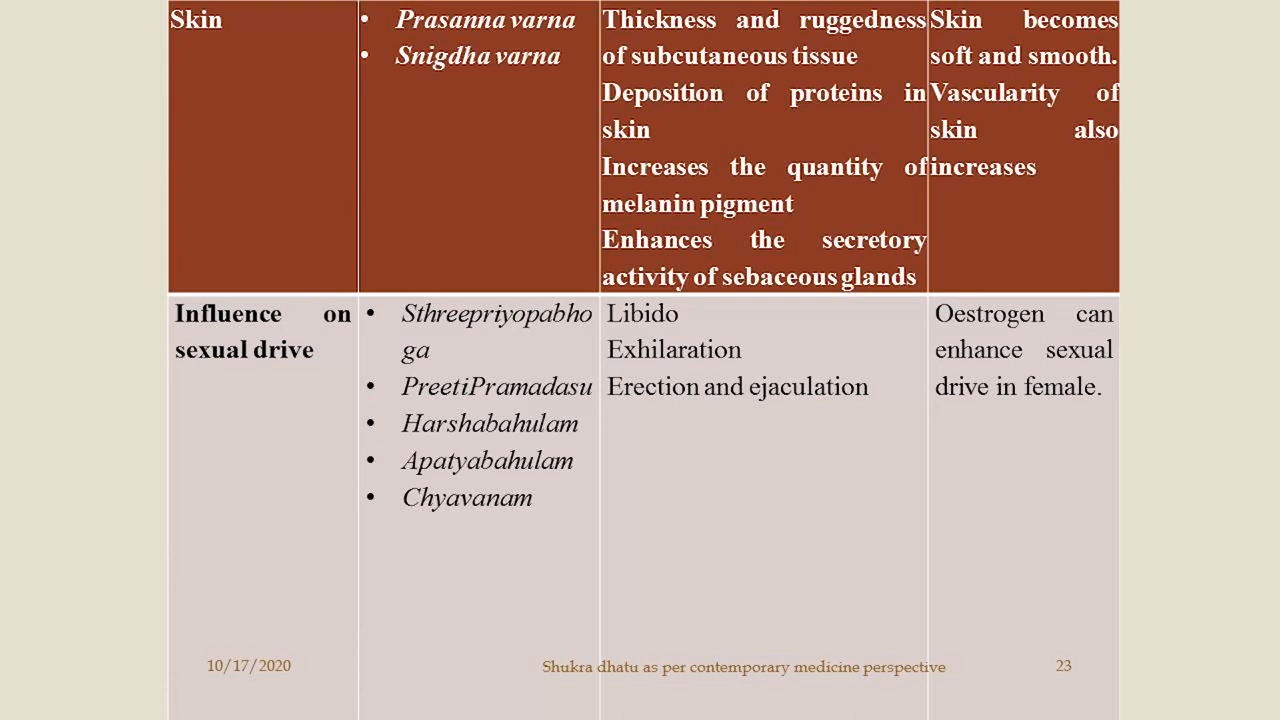 Skin
• Prasanna varna
• Snigdha varna
Thickness and ruggedness
of subcutaneous tissue
Deposition of proteins in
skin
Increases the quantity of
melanin pigment
Enhances the secretory
activity of sebaceous glands
Skin becomes
soft and smooth.
Vascularity of
skin also
increases
Influence on
sexual drive
• Sthreepriyopabho
ga
• PreetiPramadasu
• Harshabahulam
• Apatyabahulam
• Chyavanam
Libido
Exhilaration
Erection and ejaculation
Oestrogen can
enhance sexual
drive in female.
10/17/2020
Shukra dhatu as per contemporary medicine perspective
23